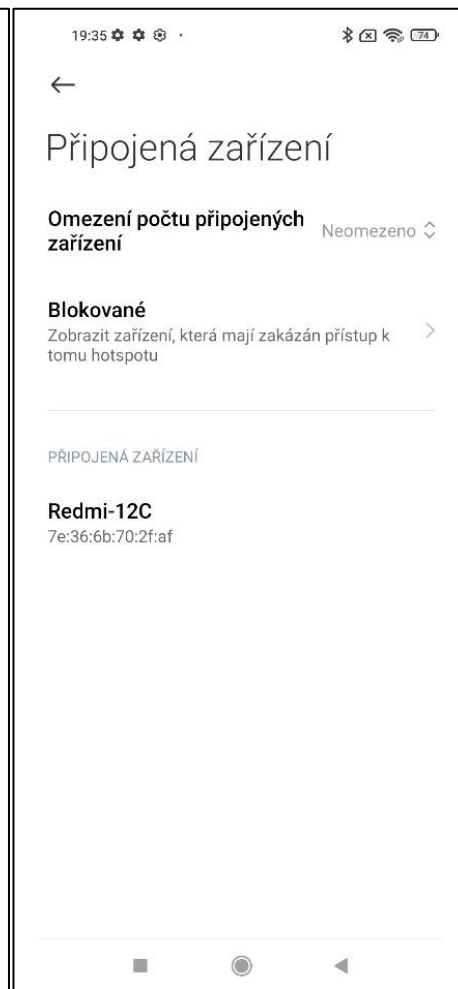 19:35
74
Připojená zařízení
Omezení počtu připojených
zařízení
Neomezeno
Blokované
Zobrazit zařízení, která mají zakázán přístup k
tomu hotspotu
PŘIPOJENÁ ZAŘÍZENÍ
Redmi-12C
7e:36:6b:70:2f:af